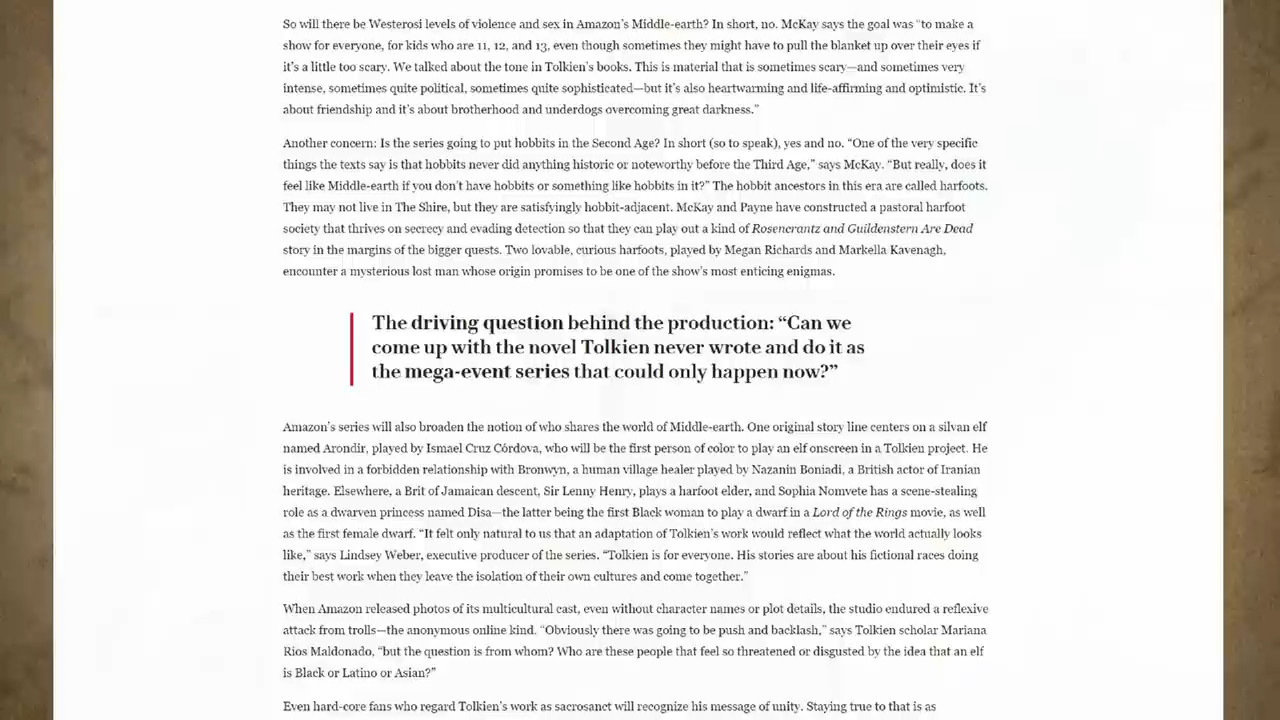 So will there be Westerosi levels of violence and sex in Amazon’s Middle-earth? In short, no. McKay says the goal was “to make a
show for everyone, for kids who are 11, 12, and 13, even though sometimes they might have to pull the blanket up over their eyes if
it’s a little too scary. We talked about the tone in Tolkien’s books. This is material that is sometimes scary—and sometimes very
intense, sometimes quite political, sometimes quite sophisticated—but it’s also heartwarming and life-affirming and optimistic. It’s
about friendship and it’s about brotherhood and underdogs overcoming great darkness.”
Another concern: Is the series going to put hobbits in the Second Age? In short (so to speak), yes and no. “One of the very specific
things the texts say is that hobbits never did anything historic or noteworthy before the Third Age,” says McKay. “But really, does it
feel like Middle-earth if you don’t have hobbits or something like hobbits in it?” The hobbit ancestors in this era are called harfoots.
They may not live in The Shire, but they are satisfyingly hobbit-adjacent. McKay and Payne have constructed a pastoral harfoot
society that thrives on secrecy and evading detection so that they can play out a kind of Rosencrantz and Guildenstern Are Dead
story in the margins of the bigger quests. Two lovable, curious harfoots, played by Megan Richards and Markella Kavenagh,
encounter a mysterious lost man whose origin promises to be one of the show’s most enticing enigmas.
The driving question behind the production: “Can we
come up with the novel Tolkien never wrote and do it as
the mega-event series that could only happen now?”
Amazon’s series will also broaden the notion of who shares the world of Middle-earth. One original story line centers on a silvan elf
named Arondir, played by Ismael Cruz Córdova, who will be the first person of color to play an elf onscreen in a Tolkien project. He
is involved in a forbidden relationship with Bronwyn, a human village healer played by Nazanin Boniadi, a British actor of Iranian
heritage. Elsewhere, a Brit of Jamaican descent, Sir Lenny Henry, plays a harfoot elder, and Sophia Nomvete has a scene-stealing
role as a dwarven princess named Disa—the latter being the first Black woman to play a dwarf in a Lord of the Rings movie, as well
as the first female dwarf. “It felt only natural to us that an adaptation of Tolkien’s work would reflect what the world actually looks
like,” says Lindsey Weber, executive producer of the series. “Tolkien is for everyone. His stories are about his fictional races doing
their best work when they leave the isolation of their own cultures and come together.”
When Amazon released photos of its multicultural cast, even without character names or plot details, the studio endured a reflexive
attack from trolls—the anonymous online kind. “Obviously there was going to be push and backlash,” says Tolkien scholar Mariana
Rios Maldonado, “but the question is from whom? Who are these people that feel so threatened or disgusted by the idea that an elf
is Black or Latino or Asian?”
Even hard-core fans who regard Tolkien’s work as sacrosanct will recognize his message of unity. Staying true to that is as